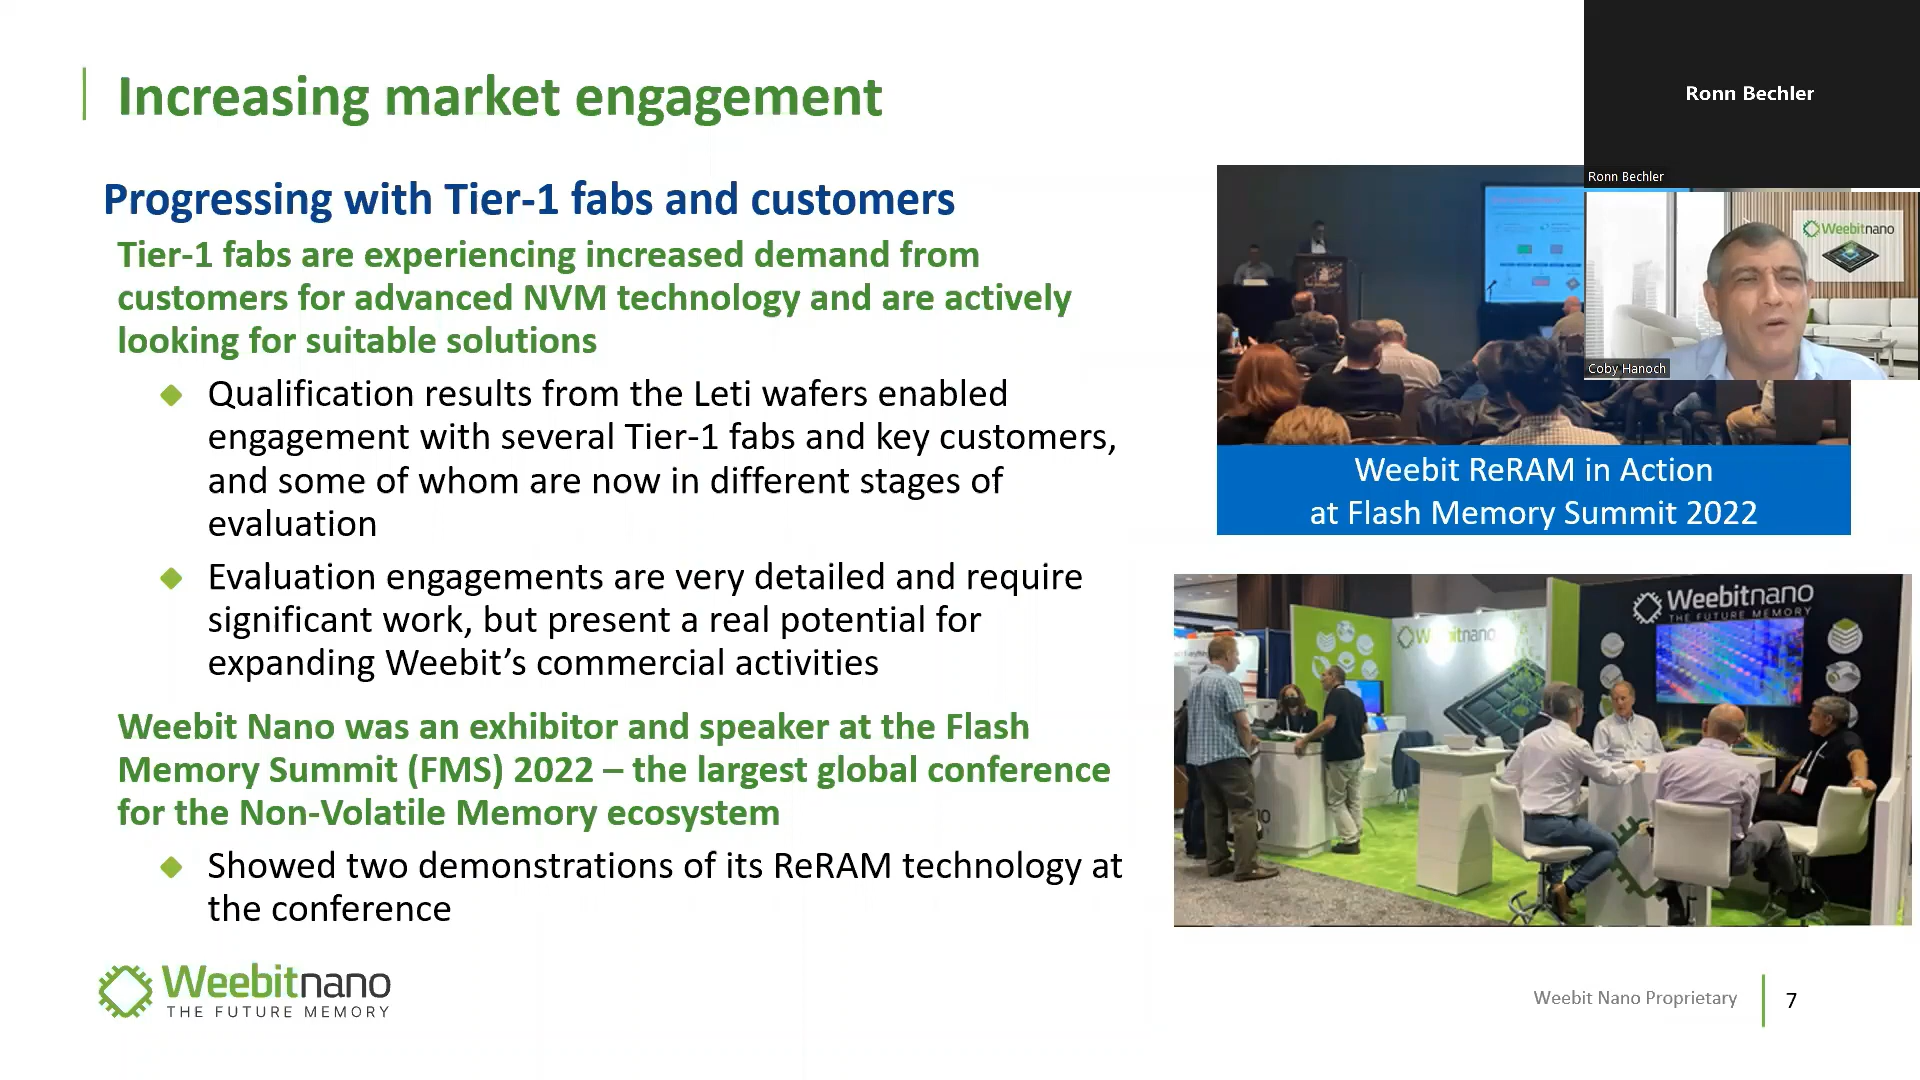 Increasing market engagement
Progressing with Tier-1 fabs and customers
Tier-1 fabs are experiencing increased demand from
customers for advanced NVM technology and are actively
looking for suitable solutions
Qualification results from the Leti wafers enabled
engagement with several Tier-1 fabs and key customers,
and some of whom are now in different stages of
evaluation
Evaluation engagements are very detailed and require
significant work, but present a real potential for
expanding Weebit’s commercial activities
Weebit Nano was an exhibitor and speaker at the Flash
Memory Summit (FMS) 2022 – the largest global conference
for the Non-Volatile Memory ecosystem
Showed two demonstrations of its ReRAM technology at
the conference
Ronn Bechler
Ronn Bechler
Weebitnano
Coby Hanoch
Weebit ReRAM in Action
at Flash Memory Summit 2022
Weebitnano
THE FUTURE MEMORY
Weebitnano
Weebitnano
THE FUTURE MEMORY
Weebit Nano Proprietary
7